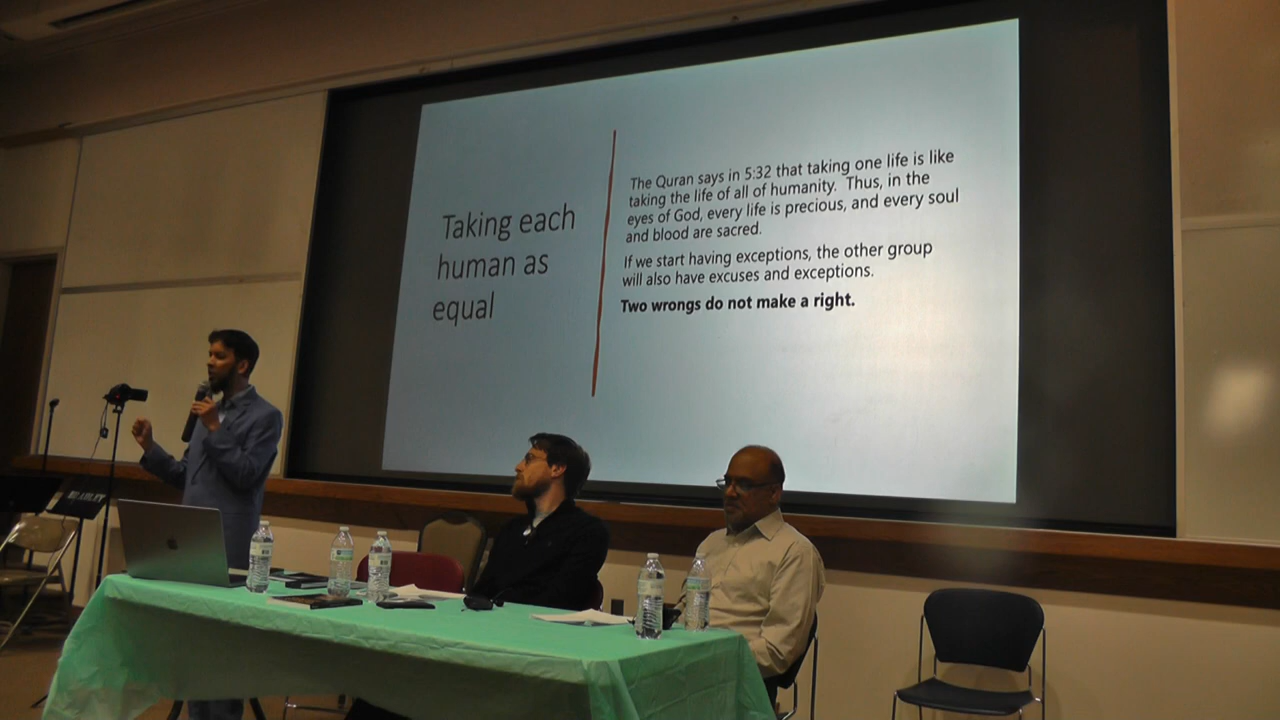 Taking each
human as
equal
The Quran says in 5:32 that taking one life is like
taking the life of all of humanity.  Thus, in the
eyes of God, every life is precious, and every soul
and blood are sacred.
If we start having exceptions, the other group
will also have excuses and exceptions.
Two wrongs do not make a right.